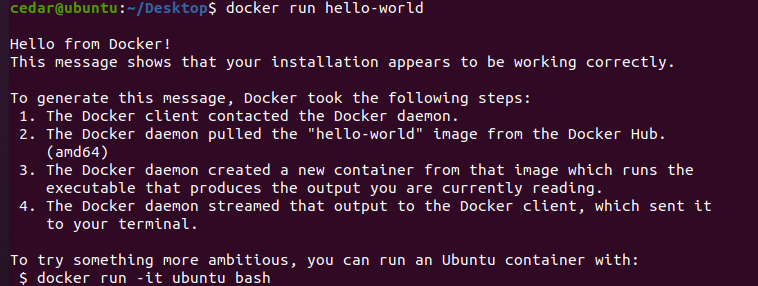 cedar@ubuntu:~/Desktop$ docker run hello-world
Hello from Docker!
This message shows that your installation appears to be working correctly.
To generate this message, Docker took the following steps:
1. The Docker client contacted the Docker daemon.
2. The Docker daemon pulled the "hello-world" image from the Docker Hub.
(amd64)
3. The Docker daemon created a new container from that image which runs the
executable that produces the output you are currently reading.
4. The Docker daemon streamed that output to the Docker client, which sent it
to your terminal.
To try something more ambitious, you can run an Ubuntu container with:
$ docker run -it ubuntu bash